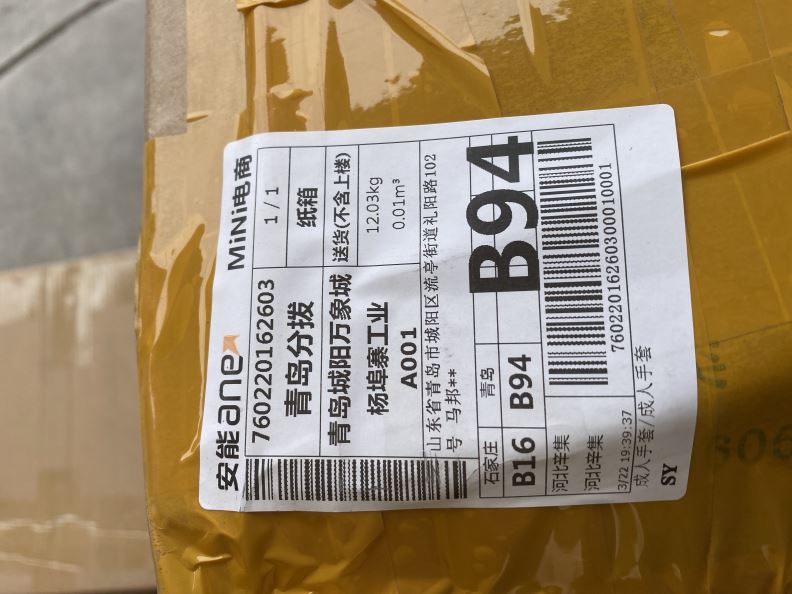 安能ane MiNi电商
760220162603 1 / 1
青岛分拨 纸箱
青岛城阳万象城 送货(不含上楼)
杨埠寨工业 12.03kg
A001 0.01m³
山东省青岛市城阳区流亭街道礼阳路102
号 马邦**
石家庄 青岛
B16 B94
B94
河北辛集
河北辛集
76022016260300010001
3/22 19:39:37
成人手套/成人手套
SY